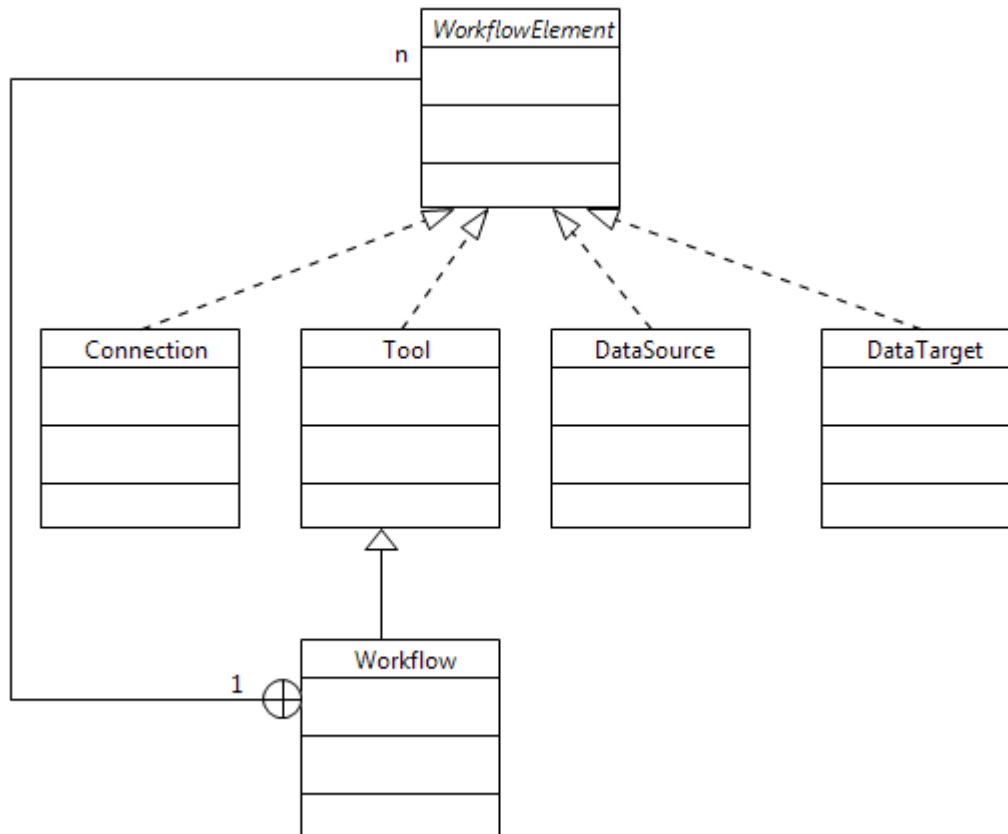 WorkflowElement
n
Connection
Tool
DataSource
DataTarget
Workflow
1